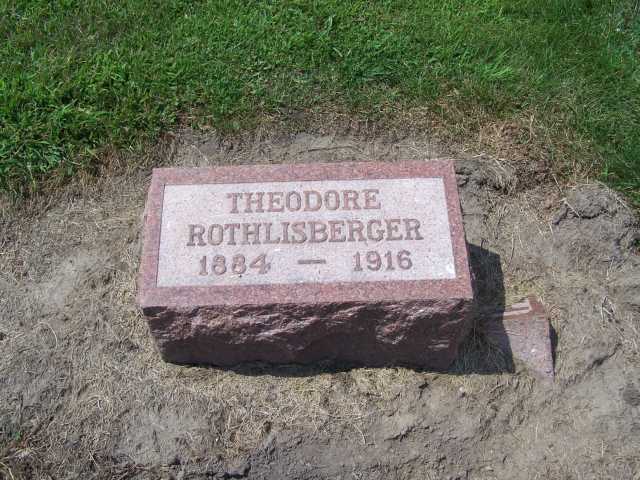 THEODORE
ROTHLISBERGER
1884 — 1916